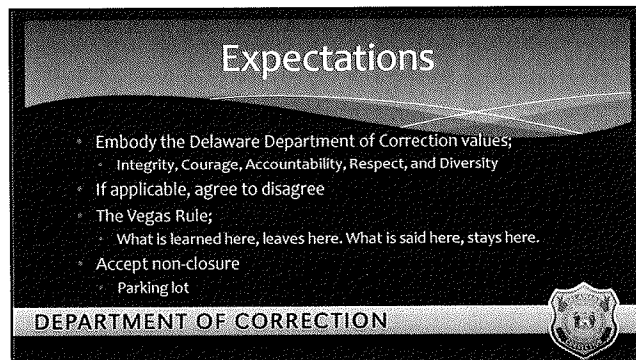 Expectations
Embody the Delaware Department of Correction values;
Integrity, Courage, Accountability, Respect, and Diversity
If applicable, agree to disagree
The Vegas Rule;
What is learned here, leaves here. What is said here, stays here.
Accept non-closure
Parking lot
DEPARTMENT OF CORRECTION